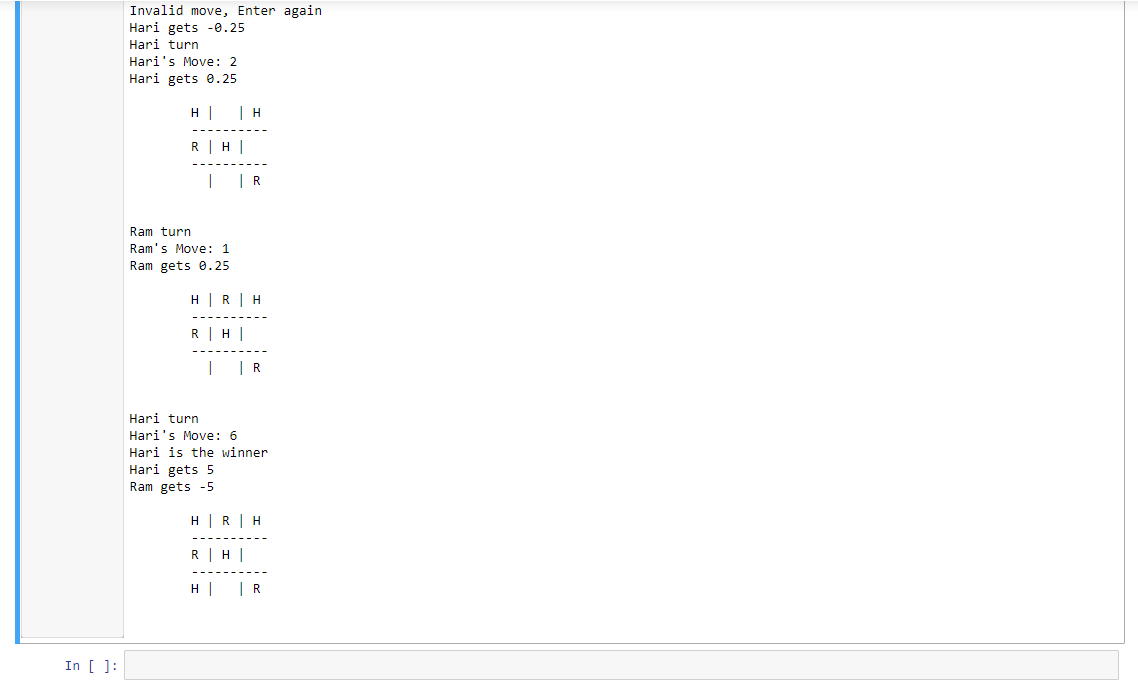 Invalid move, Enter again
Hari gets -0.25
Hari turn
Hari's Move: 2
Hari gets 0.25
H |   | H
----------
R | H |
----------
  |   | R
Ram turn
Ram's Move: 1
Ram gets 0.25
H | R | H
----------
R | H |
----------
  |   | R
Hari turn
Hari's Move: 6
Hari is the winner
Hari gets 5
Ram gets -5
H | R | H
----------
R | H |
----------
H |   | R
In [ ]: